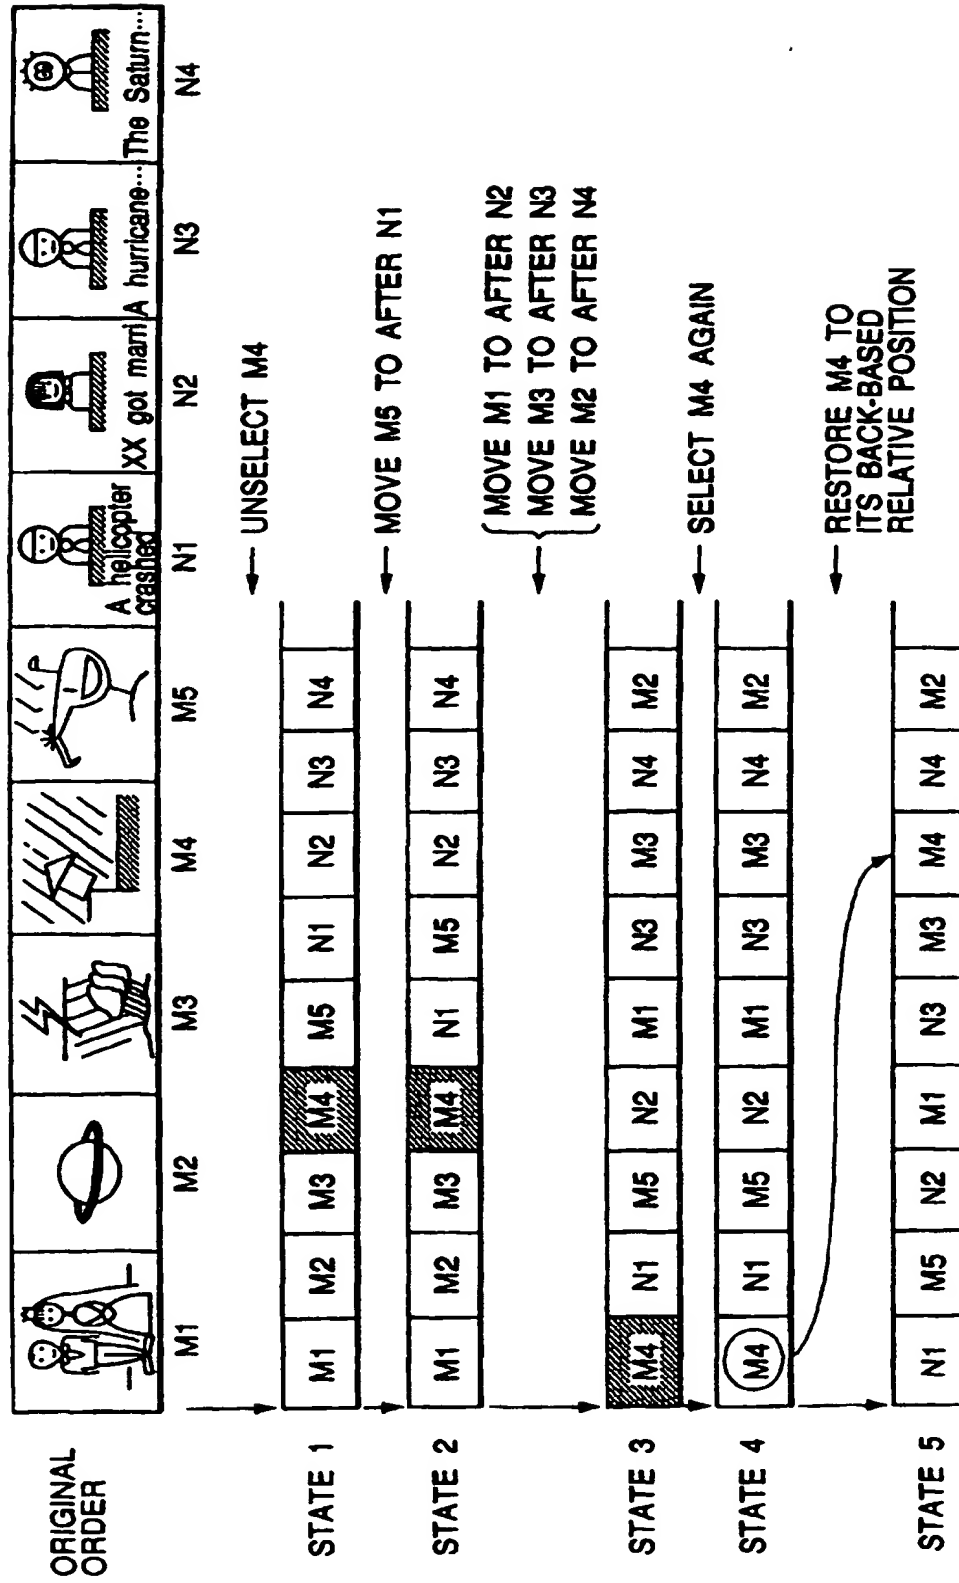 ORIGINAL
ORDER
A helicopter
crashed
XX got marri
A hurricane...
The Saturn...
M1 M2 M3 M4 M5 N1 N2 N3 N4
UNSELECT M4
STATE 1 M1 M2 M3 M4 M5 N1 N2 N3 N4
MOVE M5 TO AFTER N1
STATE 2 M1 M2 M3 M4 N1 M5 N2 N3 N4
MOVE M1 TO AFTER N2
MOVE M3 TO AFTER N3
MOVE M2 TO AFTER N4
STATE 3 M4 N1 M5 N2 M1 N3 M3 N4 M2
SELECT M4 AGAIN
STATE 4 M4 N1 M5 N2 M1 N3 M3 N4 M2
RESTORE M4 TO
ITS BACK-BASED
RELATIVE POSITION
STATE 5 N1 M5 N2 M1 N3 M3 M4 N4 M2